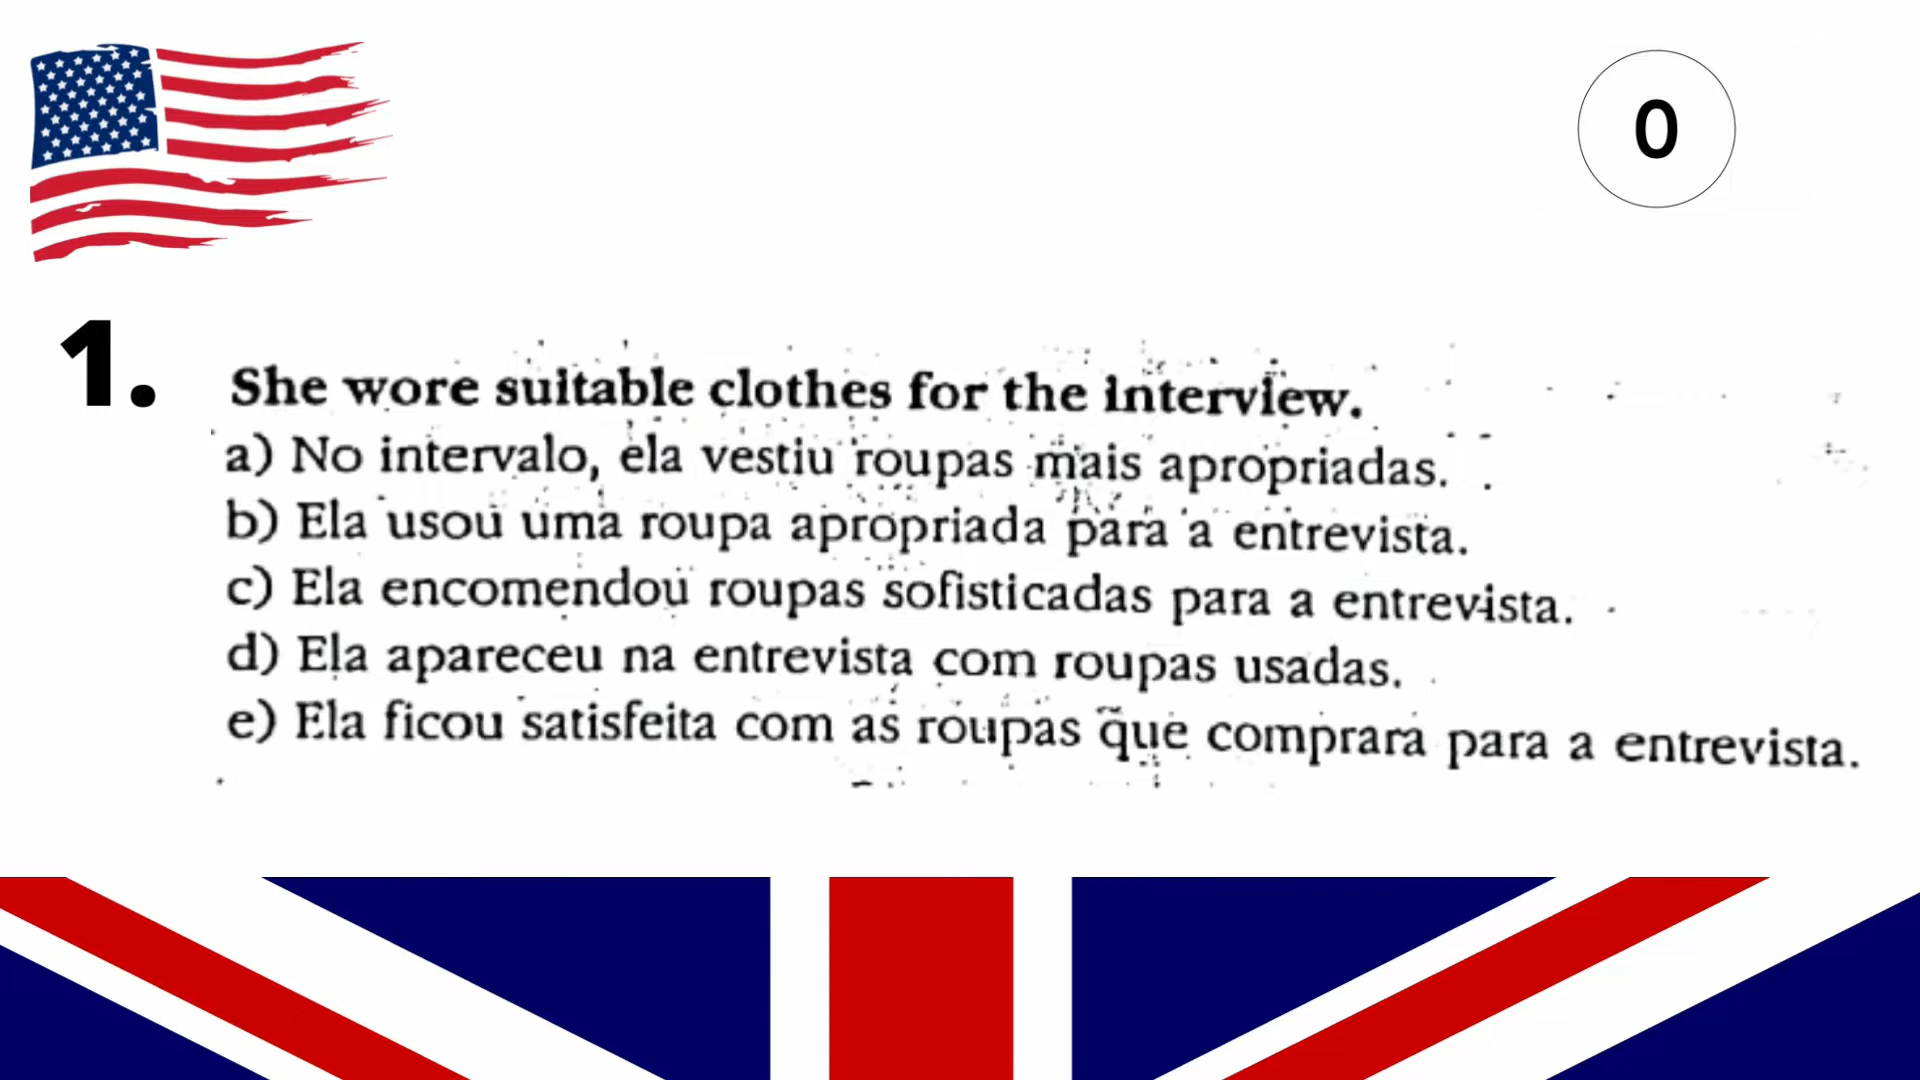 0
1.
She wore suitable clothes for the interview.
a) No intervalo, ela vestiu roupas mais apropriadas.
b) Ela usou uma roupa apropriada para a entrevista.
c) Ela encomendou roupas sofisticadas para a entrevista.
d) Ela apareceu na entrevista com roupas usadas.
e) Ela ficou satisfeita com as roupas que comprara para a entrevista.